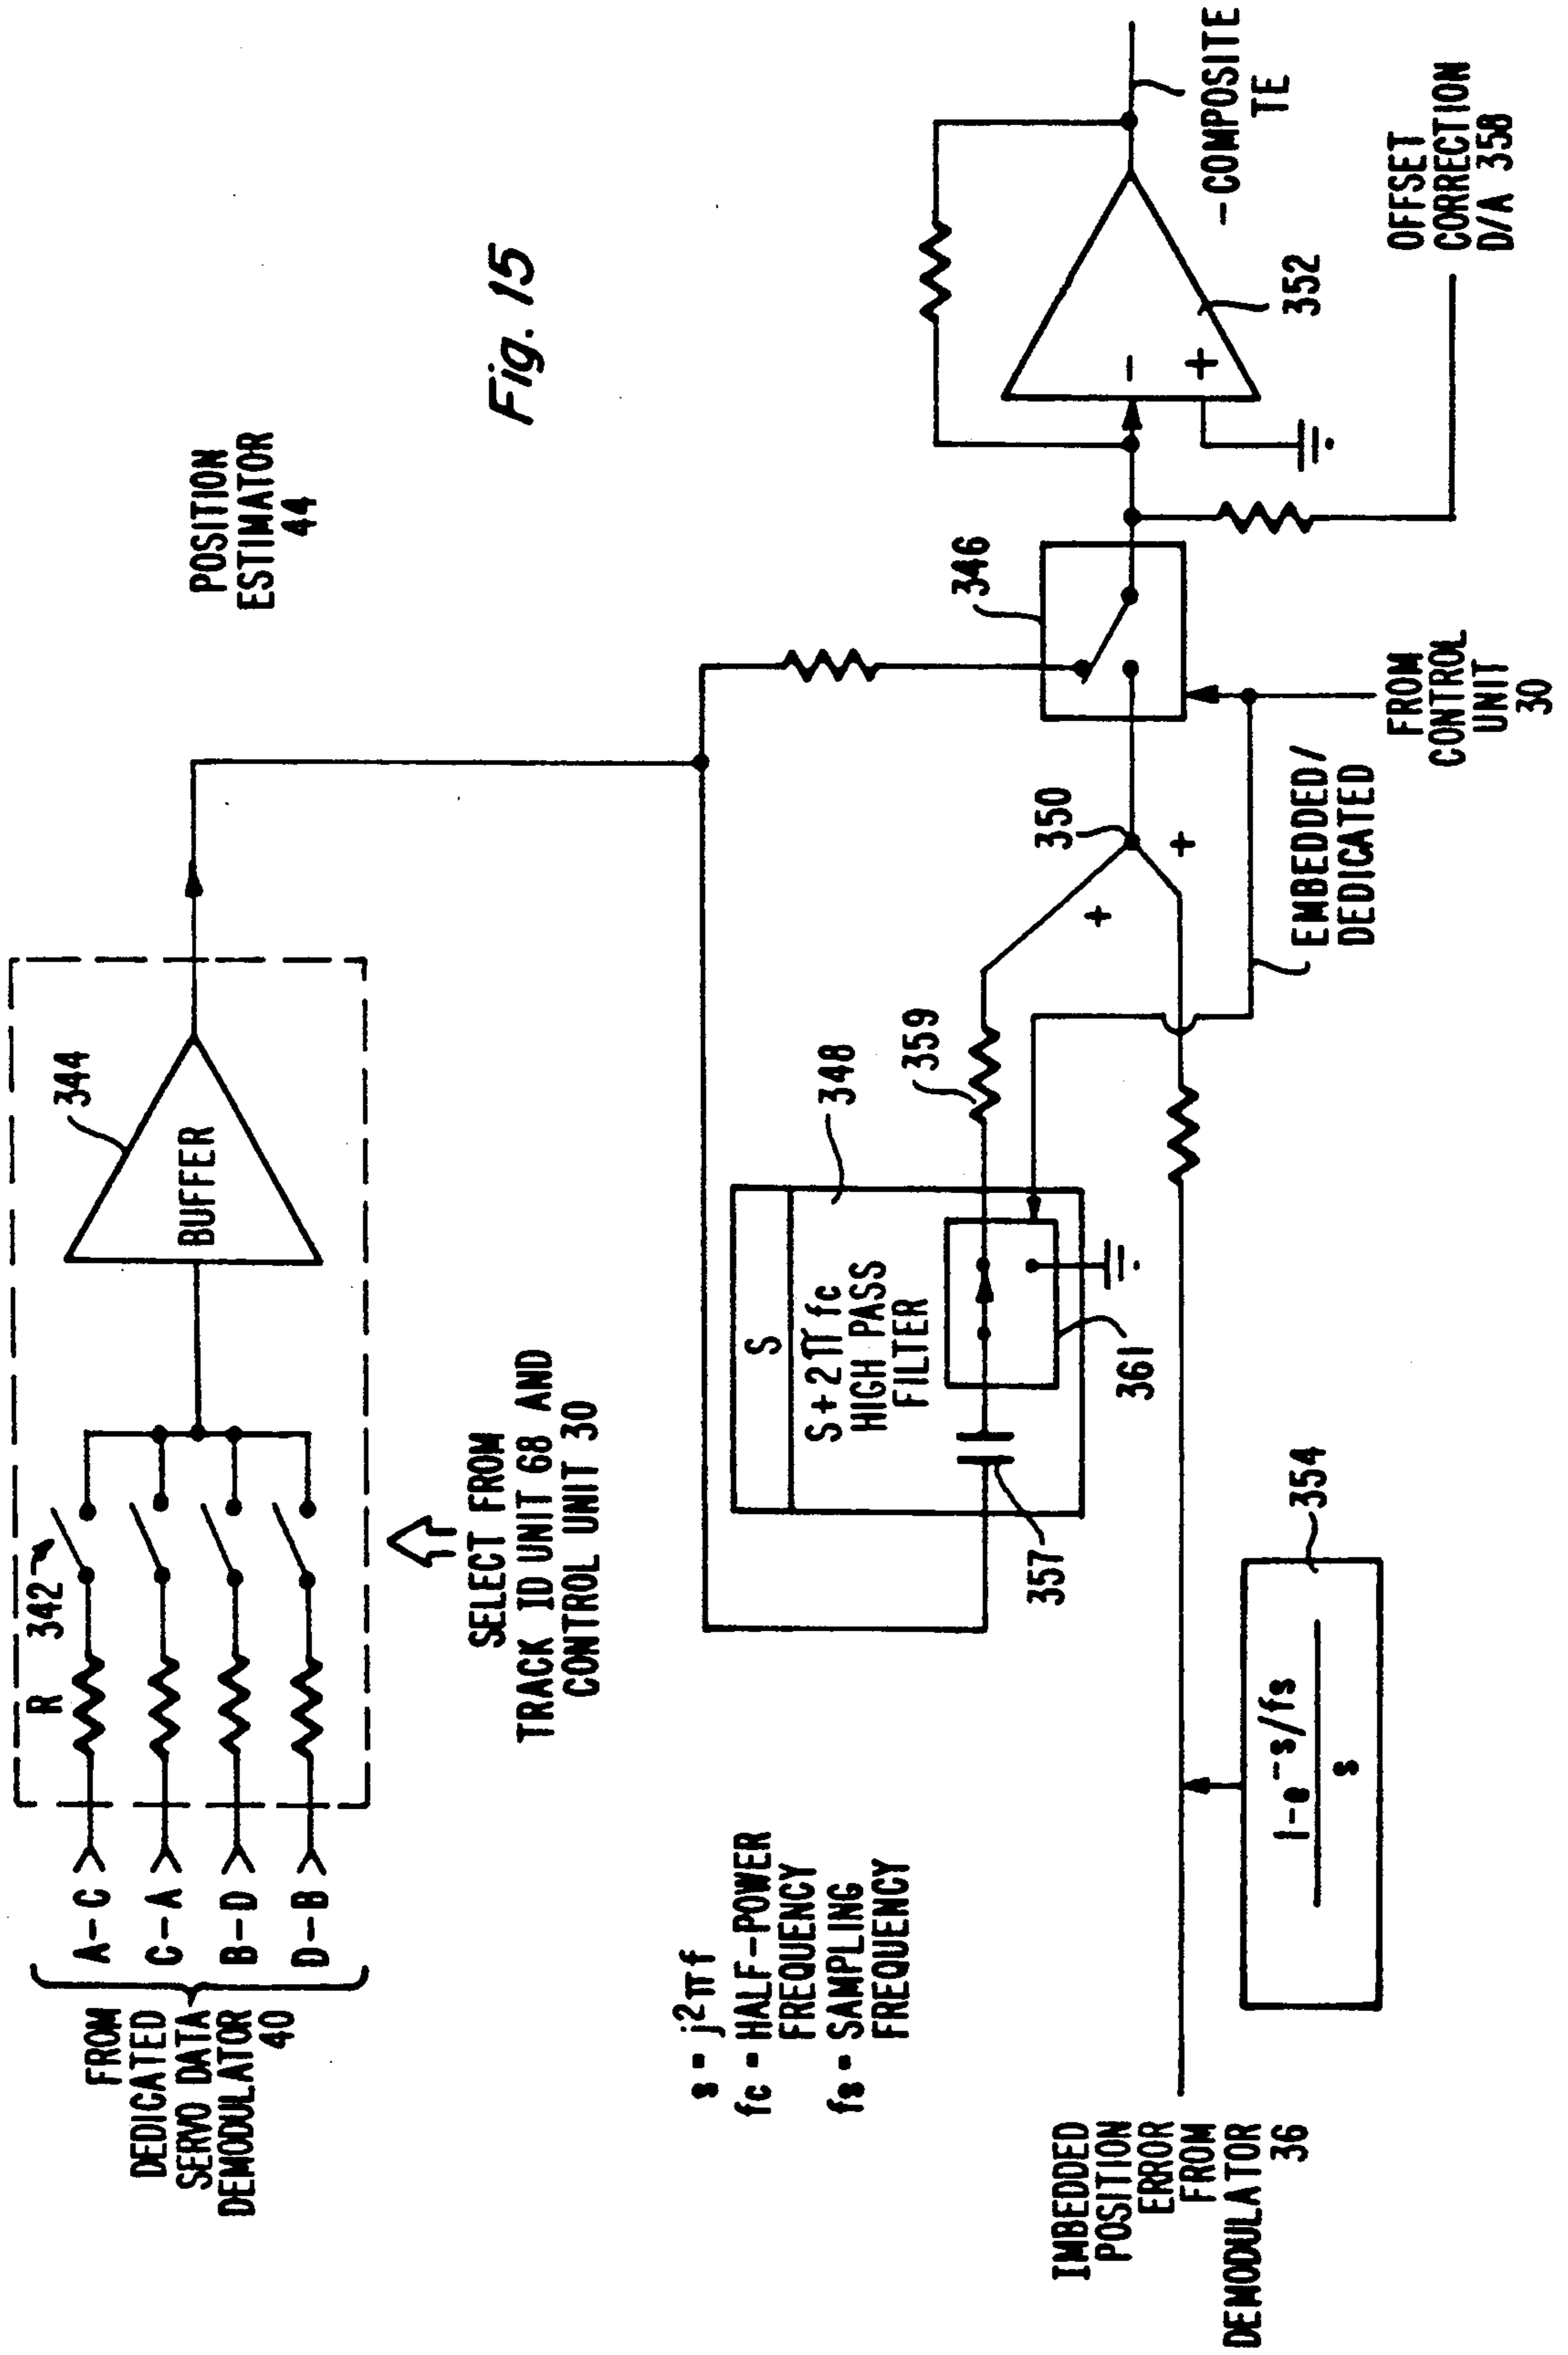 POSITION
ESTIMATOR
44
Fig. 15
FROM
DEDICATED
SERVO DATA
DEMODULATOR
40
A-C
C-A
B-D
D-B
R
342
BUFFER
344
SELECT FROM
TRACK ID UNIT 68 AND
CONTROL UNIT 30
s = j2πf
fc = HALF-POWER
FREQUENCY
fs = SAMPLING
FREQUENCY
S
S+2πfc
HIGH PASS
FILTER
348
357
361
359
350
+
+
346
-
+
352
-COMPOSITE
TE
OFFSET
CORRECTION
D/A 358
FROM
CONTROL
UNIT
30
EMBEDDED/
DEDICATED
IMBEDDED
POSITION
ERROR
FROM
DEMODULATOR
36
1-e-s/fs
s
354